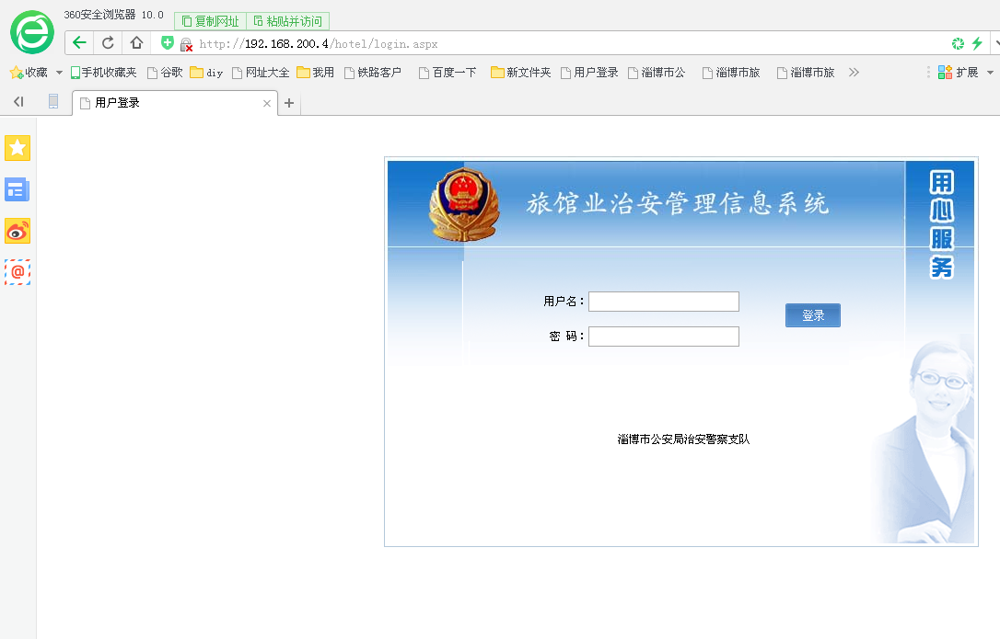 360安全浏览器 10.0
复制网址 粘贴并访问
http://192.168.200.4/hotel/login.aspx
收藏 手机收藏夹 谷歌 diy 网址大全 我用 铁路客户 百度一下 新文件夹 用户登录 淄博市公 淄博市旅 淄博市旅 扩展
用户登录
旅馆业治安管理信息系统
用心服务
用户名：
登录
密 码：
淄博市公安局治安警察支队